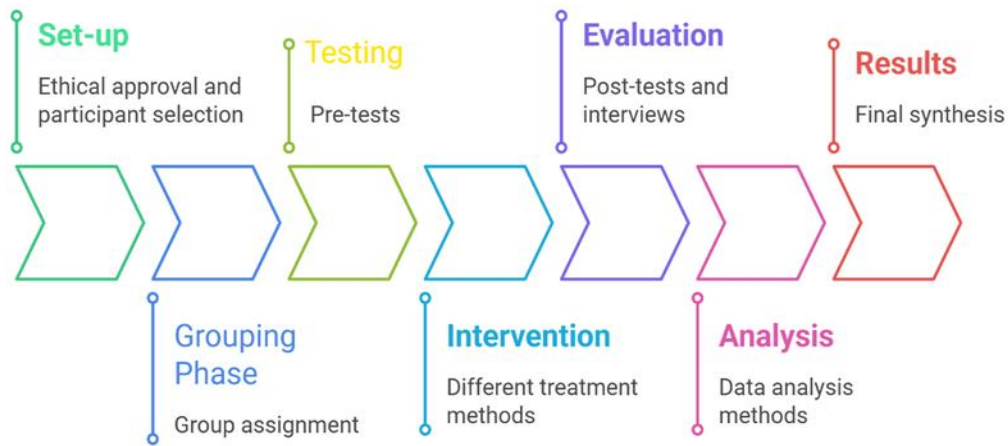 Set-up
Ethical approval and
participant selection
Grouping
Phase
Group assignment
Testing
Pre-tests
Intervention
Different treatment
methods
Evaluation
Post-tests and
interviews
Analysis
Data analysis
methods
Results
Final synthesis